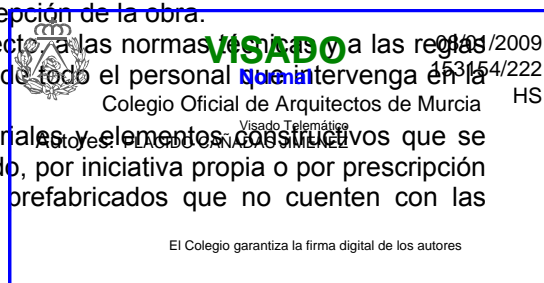 epción de la obra.
ecto, a las normas técnicas y a las reglas
VISADO
08/01/2009
de todo el personal que intervenga en la
Normal
153154/222
HS
Colegio Oficial de Arquitectos de Murcia
Visado Telemático
riales y elementos constructivos que se
Autores: PLACIDO CAÑADAS JIMENEZ
do, por iniciativa propia o por prescripción
prefabricados que no cuenten con las
El Colegio garantiza la firma digital de los autores